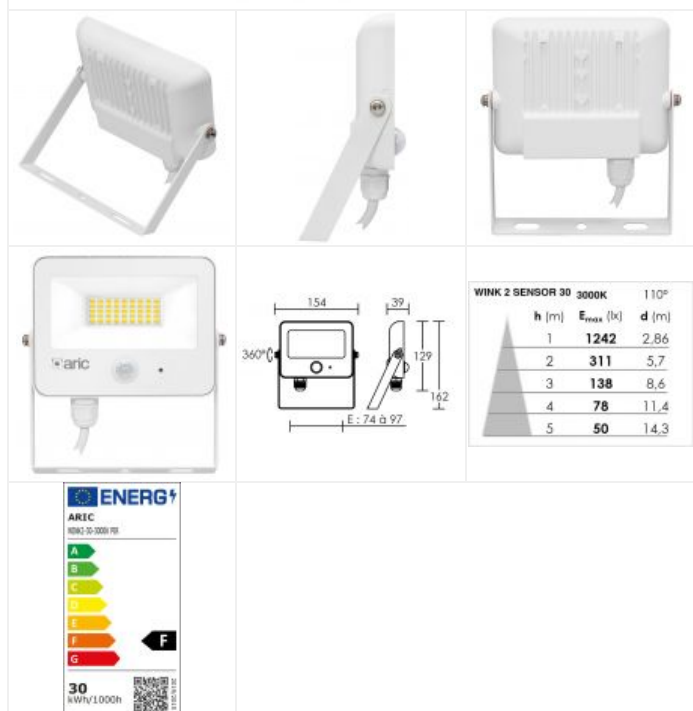 aric
154
39
360°
129
162
E : 74 à 97
WINK 2 SENSOR 30 3000K 110°
h (m) Emax (lx) d (m)
1 1242 2,86
2 311 5,7
3 138 8,6
4 78 11,4
5 50 14,3
ENERG
ARIC
A
B
C
D
E
F
G
F
30
kWh/1000h